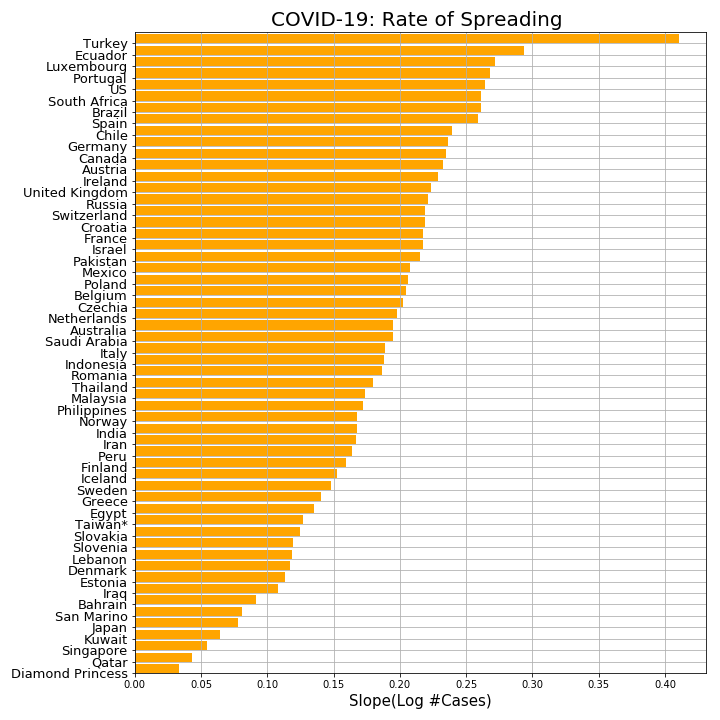 COVID-19: Rate of Spreading
Turkey
Ecuador
Luxembourg
Portugal
US
South Africa
Brazil
Spain
Chile
Germany
Canada
Austria
Ireland
United Kingdom
Russia
Switzerland
Croatia
France
Israel
Pakistan
Mexico
Poland
Belgium
Czechia
Netherlands
Australia
Saudi Arabia
Italy
Indonesia
Romania
Thailand
Malaysia
Philippines
Norway
India
Iran
Peru
Finland
Iceland
Sweden
Greece
Egypt
Taiwan*
Slovakia
Slovenia
Lebanon
Denmark
Estonia
Iraq
Bahrain
San Marino
Japan
Kuwait
Singapore
Qatar
Diamond Princess
0.00 0.05 0.10 0.15 0.20 0.25 0.30 0.35 0.40
Slope(Log #Cases)